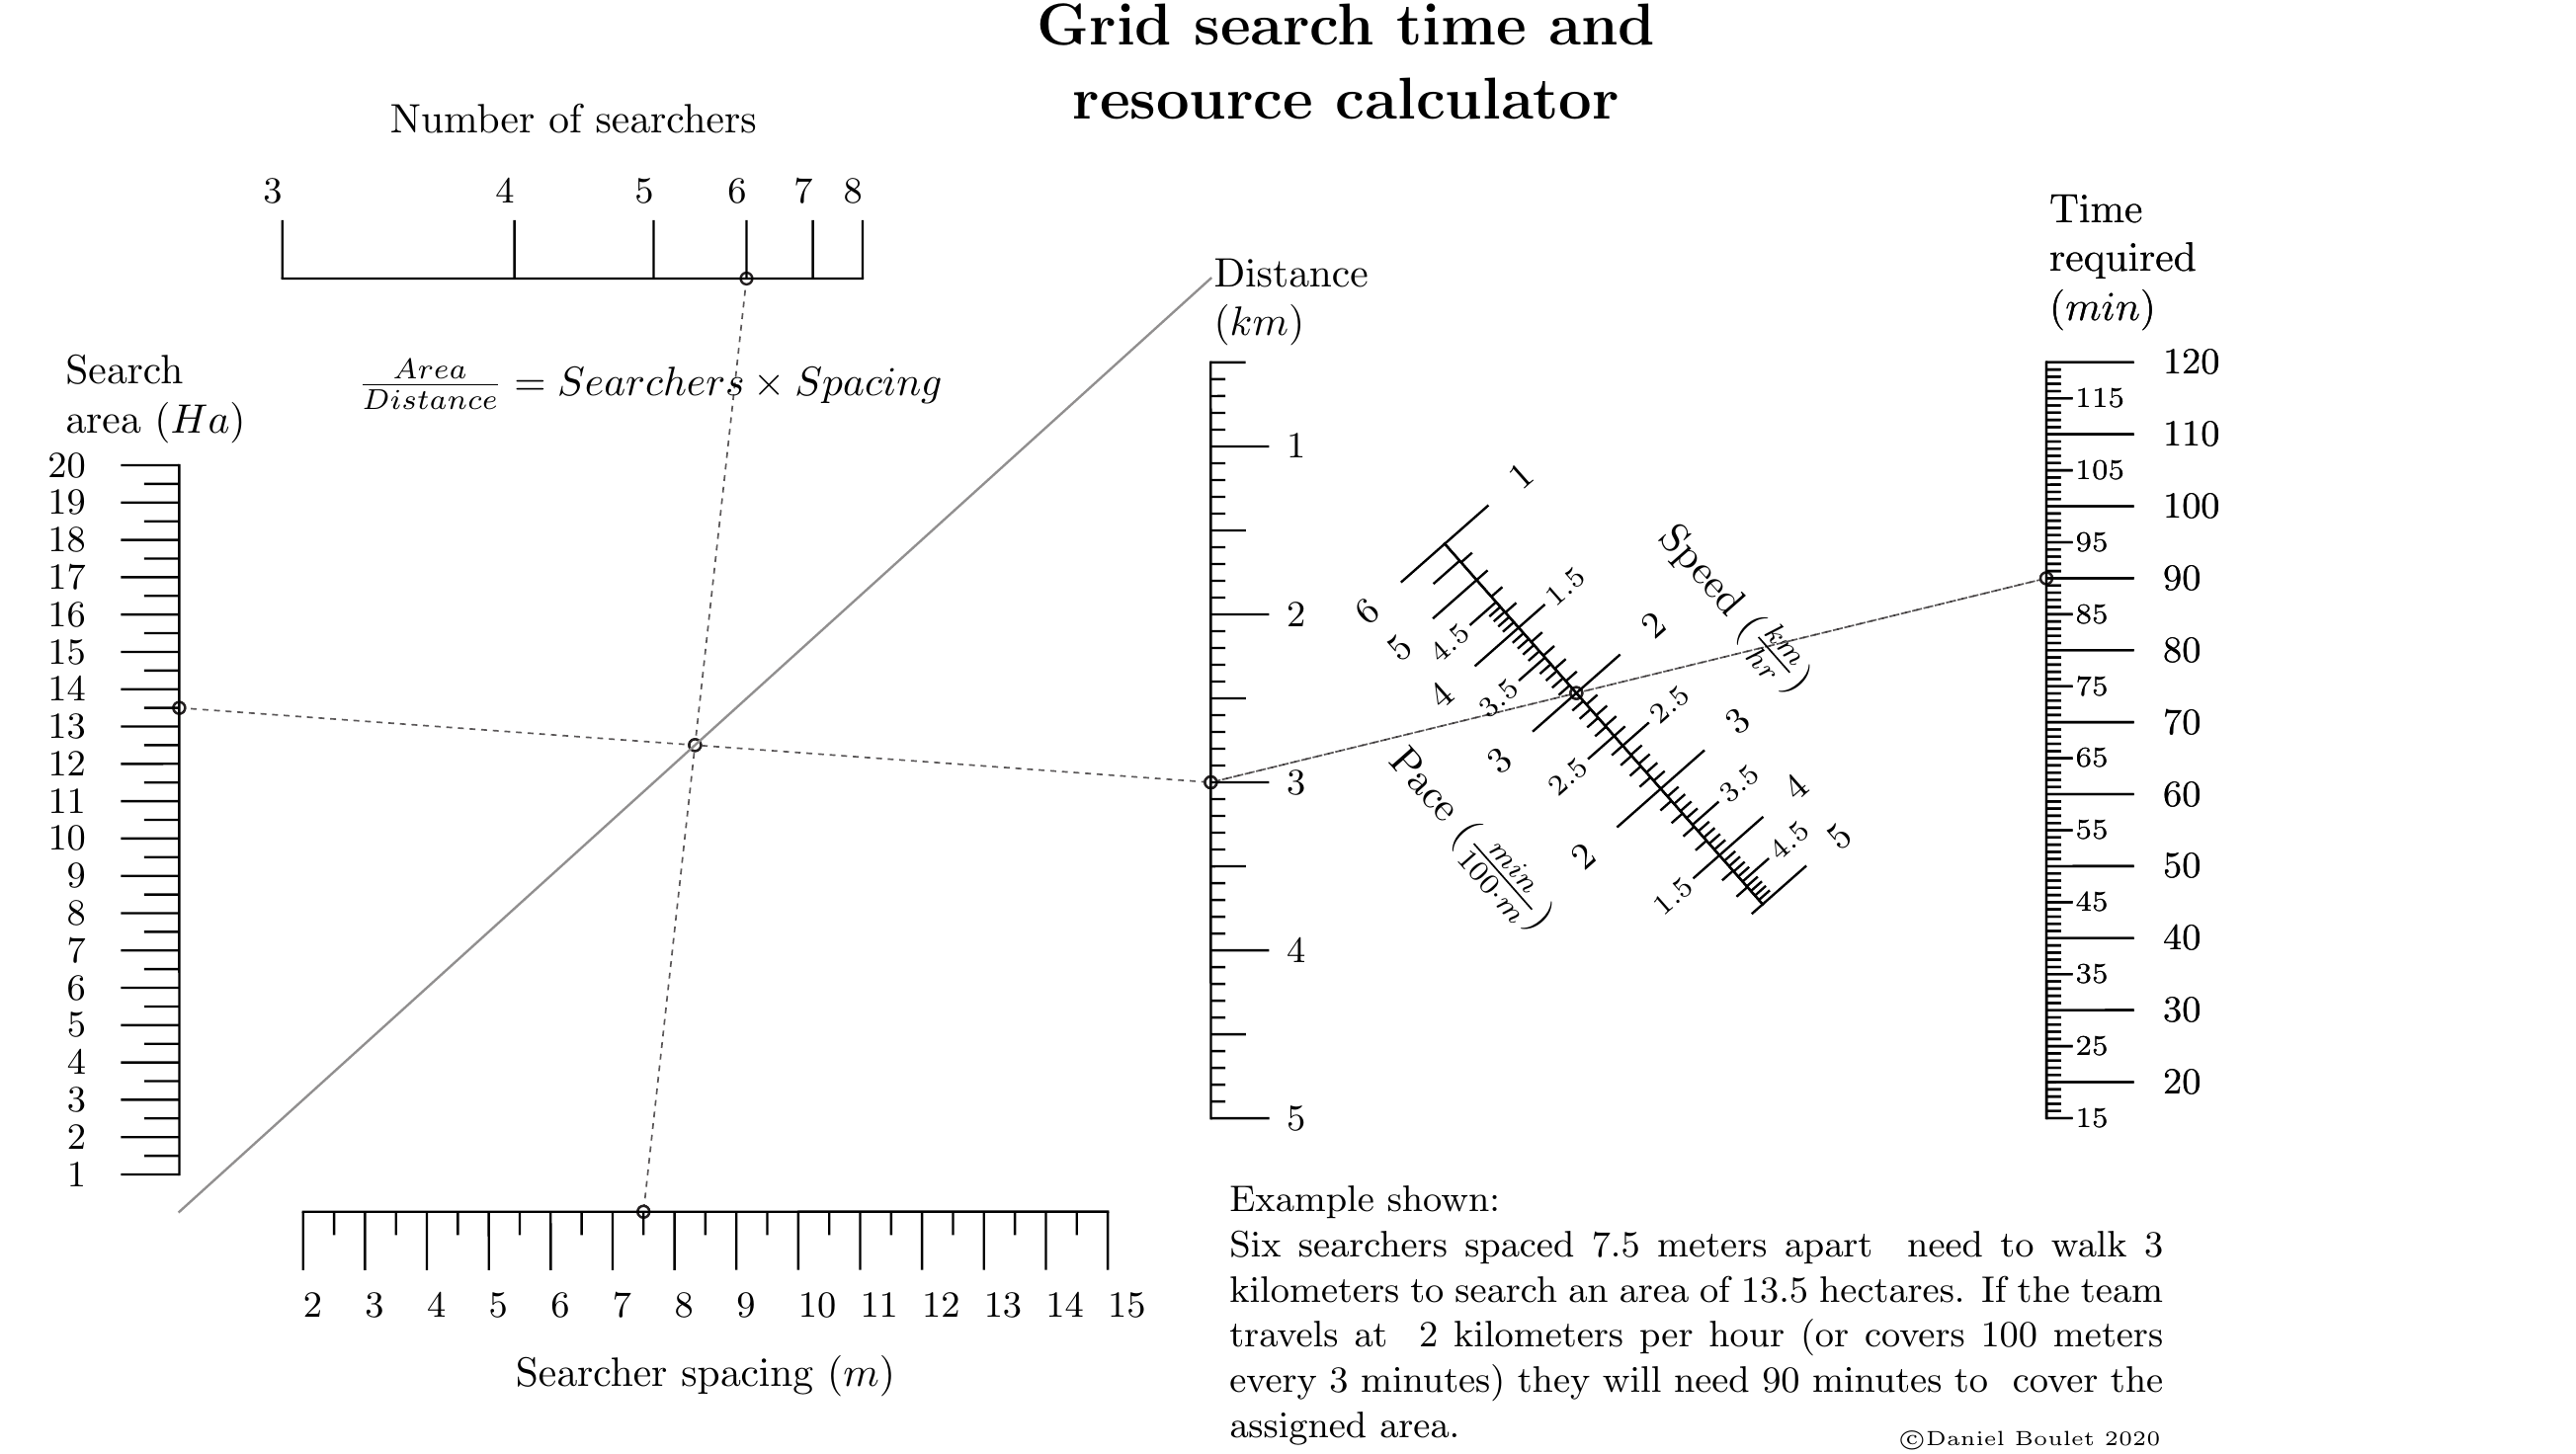 Grid search time and
resource calculator
Number of searchers
3 4 5 6 7 8
Search
area (Ha)
20
19
18
17
16
15
14
13
12
11
10
9
8
7
6
5
4
3
2
1
Area/Distance = Searchers × Spacing
2 3 4 5 6 7 8 9 10 11 12 13 14 15
Searcher spacing (m)
Distance
(km)
1
2
3
4
5
Speed (km/hr)
1
1.5
2
2.5
3
3.5
4
4.5
5
Pace (min/100·m)
6
5
4.5
4
3.5
3
2.5
2
1.5
Time
required
(min)
120
115
110
105
100
95
90
85
80
75
70
65
60
55
50
45
40
35
30
25
20
15
Example shown:
Six searchers spaced 7.5 meters apart need to walk 3
kilometers to search an area of 13.5 hectares. If the team
travels at 2 kilometers per hour (or covers 100 meters
every 3 minutes) they will need 90 minutes to cover the
assigned area.
©Daniel Boulet 2020